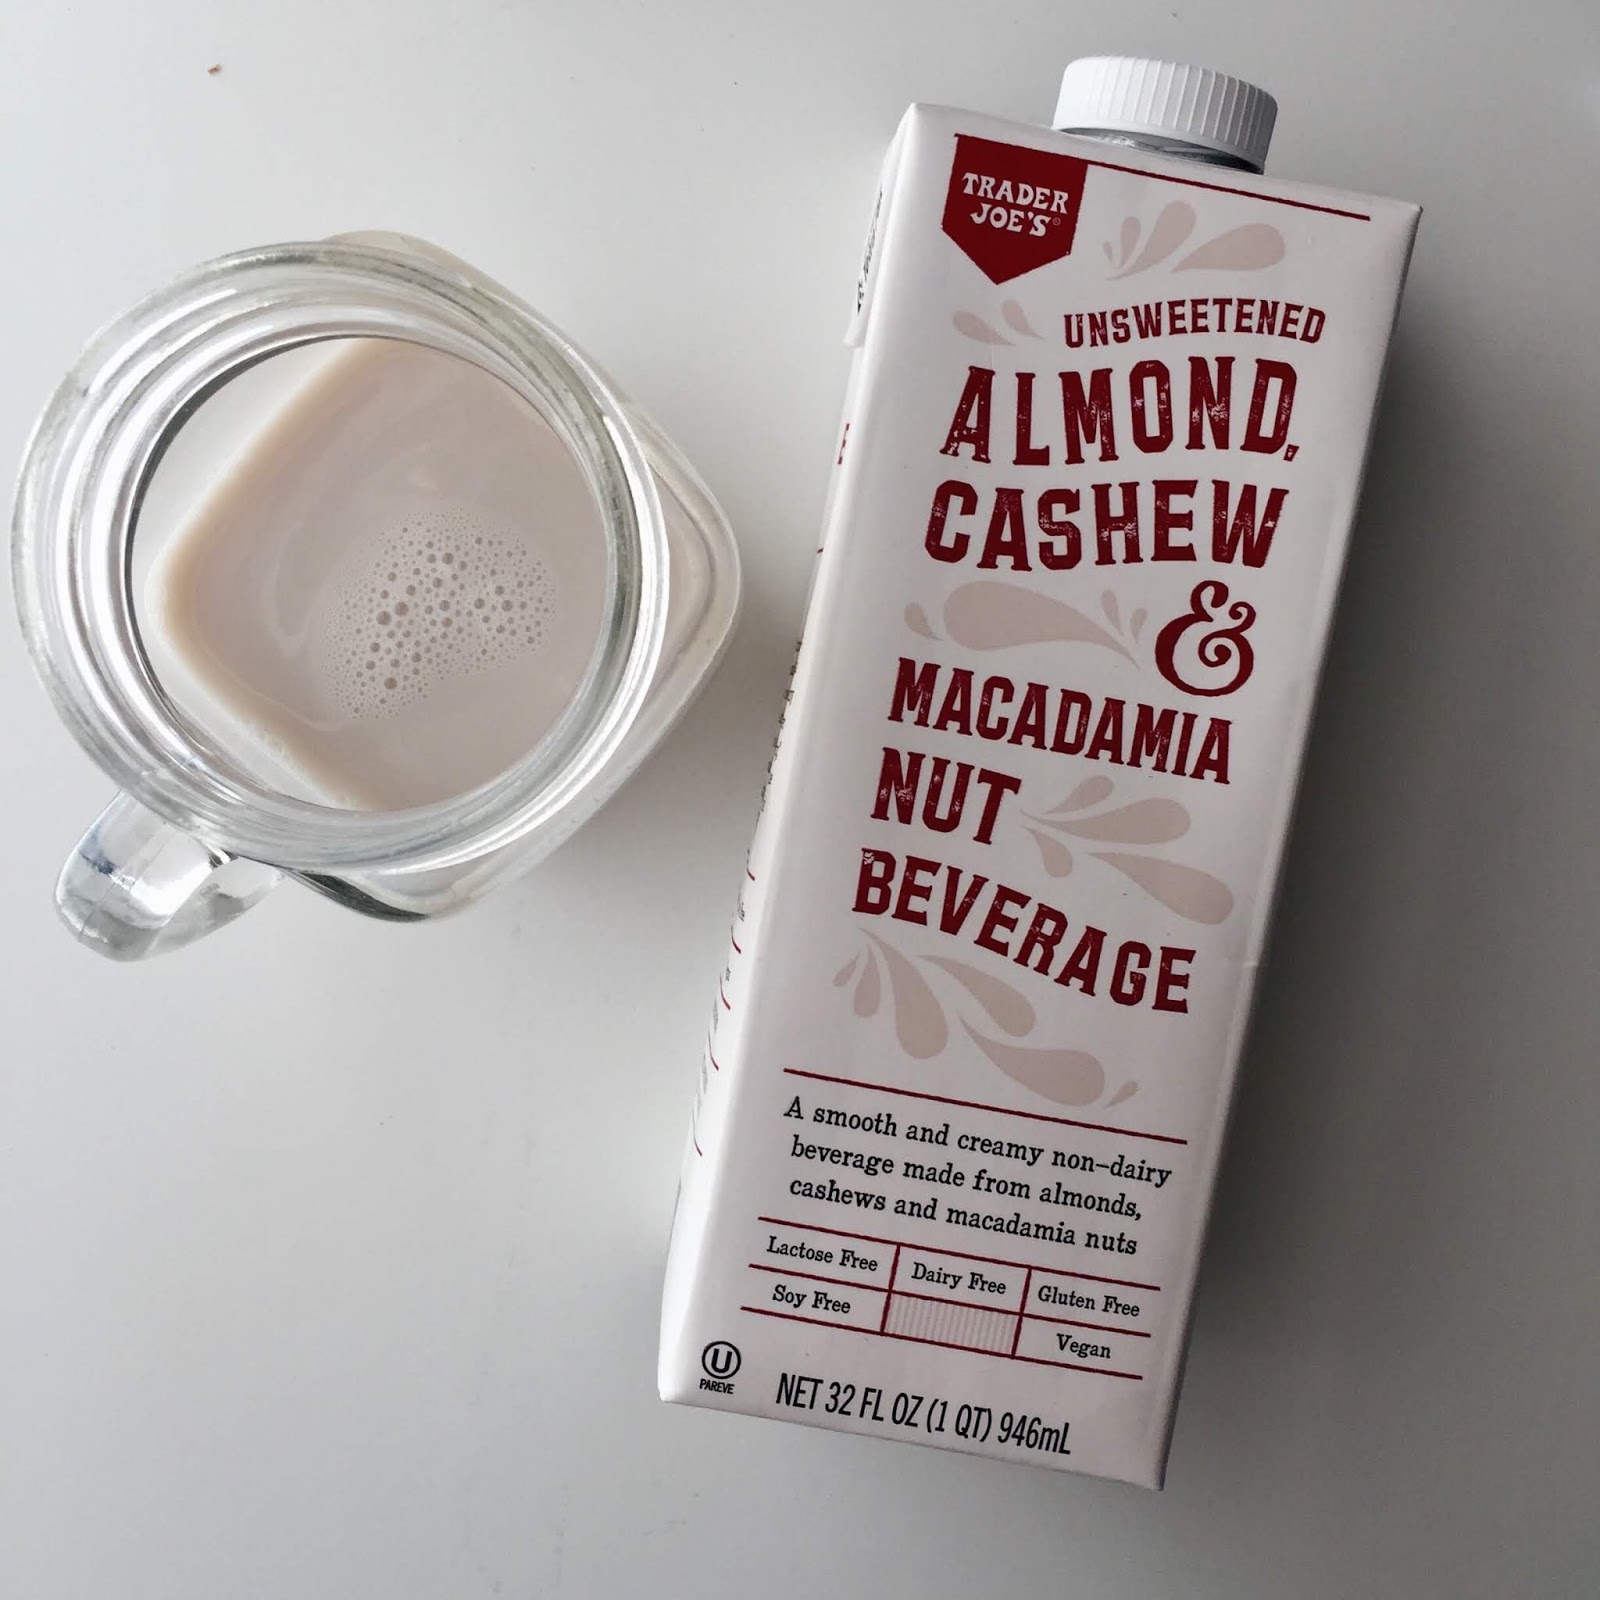 TRADER
JOE'S
UNSWEETENED
ALMOND,
CASHEW
&
MACADAMIA
NUT
BEVERAGE
A smooth and creamy non-dairy
beverage made from almonds,
cashews and macadamia nuts
Lactose Free Dairy Free Gluten Free
Soy Free Vegan
U
PAREVE
NET 32 FL OZ (1 QT) 946mL